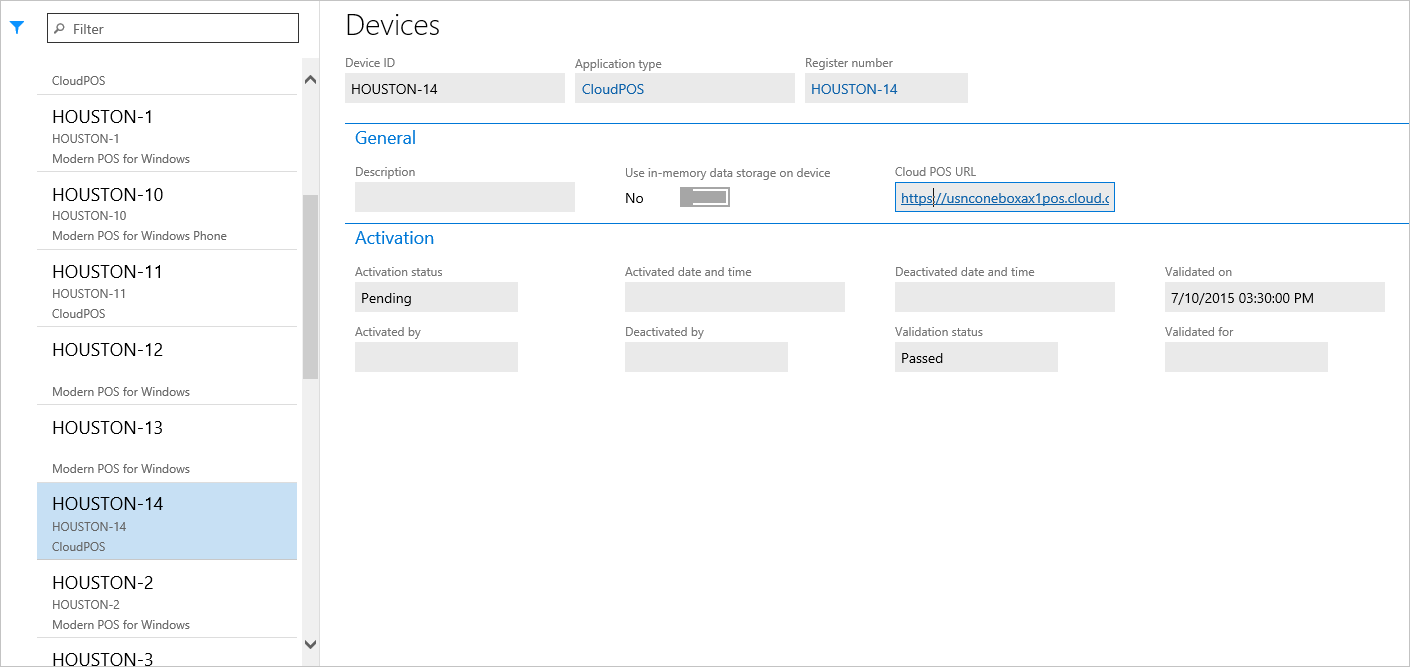 Filter
CloudPOS
HOUSTON-1
HOUSTON-1
Modern POS for Windows
HOUSTON-10
HOUSTON-10
Modern POS for Windows Phone
HOUSTON-11
HOUSTON-11
CloudPOS
HOUSTON-12
Modern POS for Windows
HOUSTON-13
Modern POS for Windows
HOUSTON-14
HOUSTON-14
CloudPOS
HOUSTON-2
HOUSTON-2
Modern POS for Windows
HOUSTON-3
Devices
Device ID Application type Register number
HOUSTON-14 CloudPOS HOUSTON-14
General
Description Use in-memory data storage on device Cloud POS URL
No https://usnconeboxax1pos.cloud.c
Activation
Activation status Activated date and time Deactivated date and time Validated on
Pending 7/10/2015 03:30:00 PM
Activated by Deactivated by Validation status Validated for
Passed